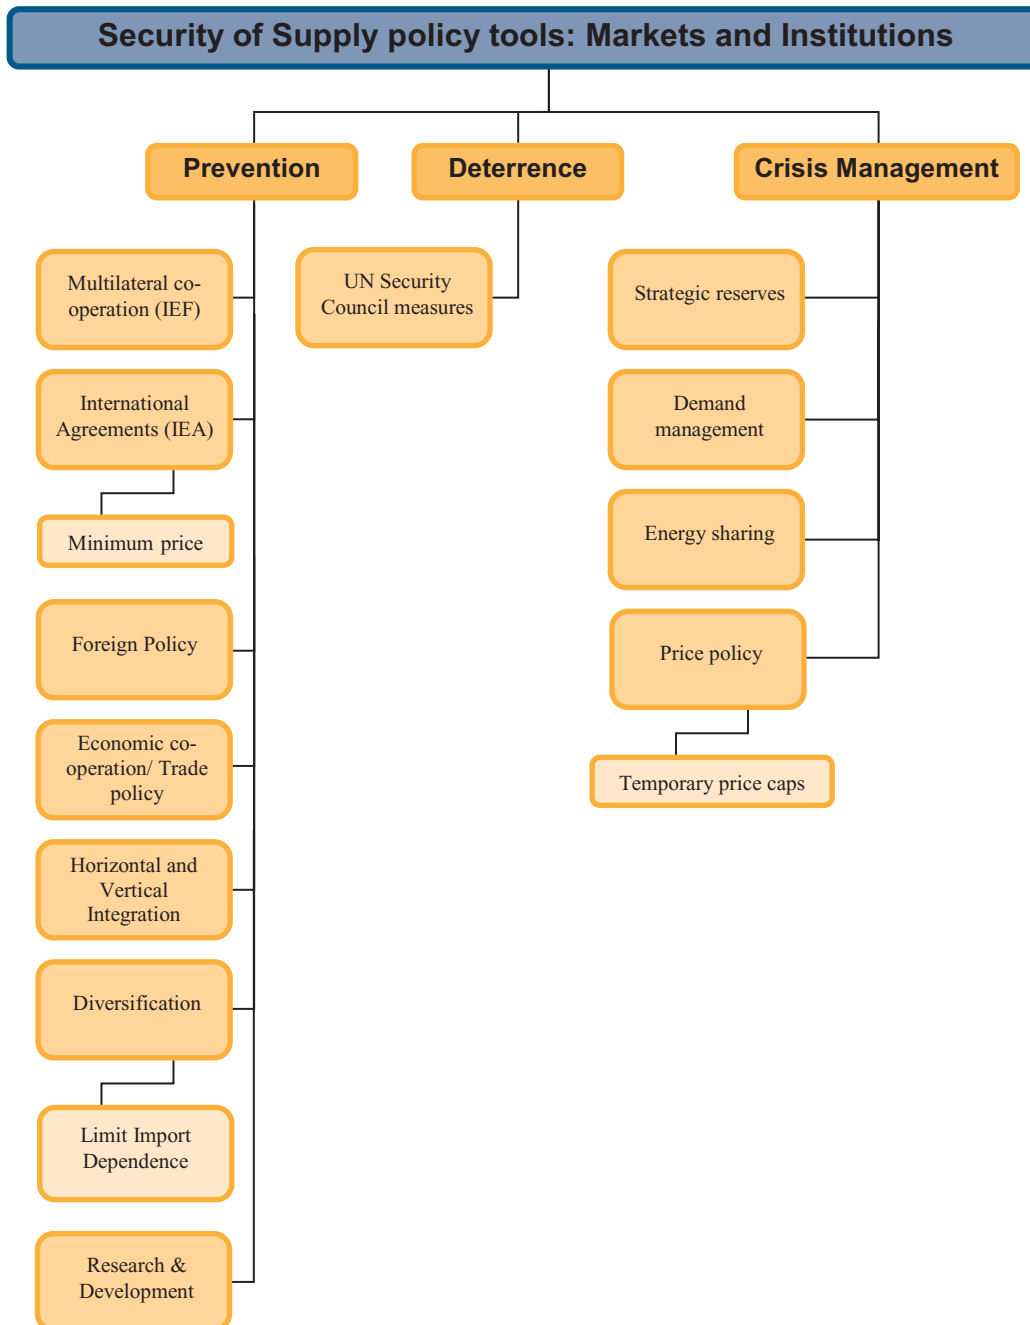 Security of Supply policy tools: Markets and Institutions
Prevention
Deterrence
Crisis Management
Multilateral co-
operation (IEF)
International
Agreements (IEA)
Minimum price
Foreign Policy
Economic co-
operation/ Trade
policy
Horizontal and
Vertical
Integration
Diversification
Limit Import
Dependence
Research &
Development
UN Security
Council measures
Strategic reserves
Demand
management
Energy sharing
Price policy
Temporary price caps